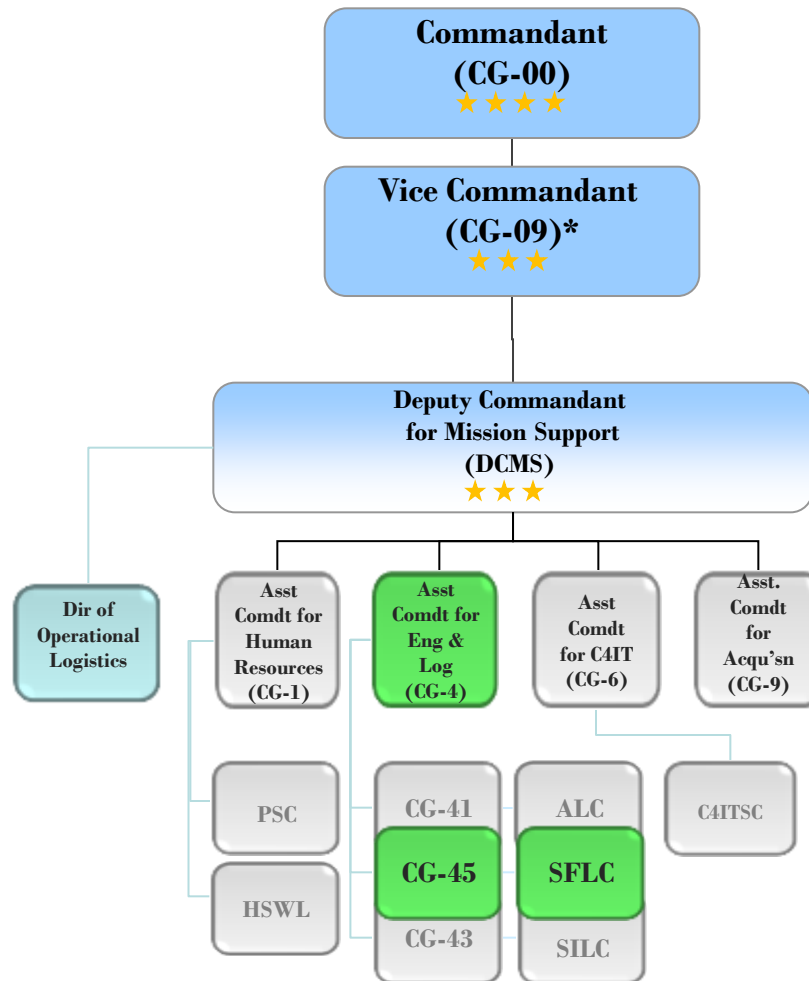 Commandant
(CG-00)
Vice Commandant
(CG-09)*
Deputy Commandant
for Mission Support
(DCMS)
Dir of
Operational
Logistics
Asst
Comdt for
Human
Resources
(CG-1)
Asst
Comdt for
Eng &
Log
(CG-4)
Asst
Comdt
for C4IT
(CG-6)
Asst.
Comdt
for
Acqu'sn
(CG-9)
PSC
HSWL
CG-41
CG-45
CG-43
ALC
SFLC
SILC
C4ITSC